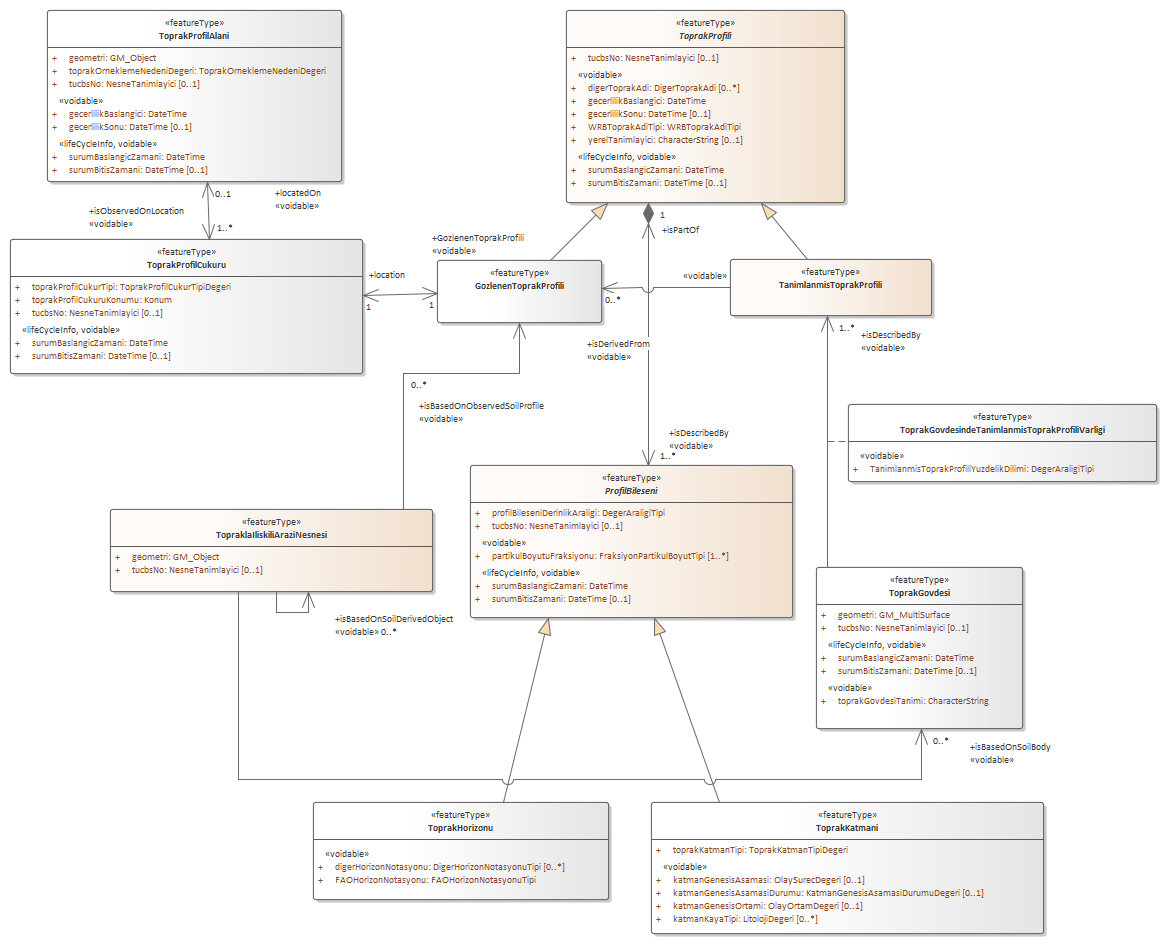 «featureType»
ToprakProfilAlani
+ geometri: GM_Object
+ toprakOrneklemeNedeniDegeri: ToprakOrneklemeNedeniDegeri
+ tucbsNo: NesneTanimlayici [0..1]
«voidable»
+ gecerlilikBaslangici: DateTime
+ gecerlilikSonu: DateTime [0..1]
«lifeCycleInfo, voidable»
+ surumBaslangicZamani: DateTime
+ surumBitisZamani: DateTime [0..1]
«featureType»
ToprakProfili
+ tucbsNo: NesneTanimlayici [0..1]
«voidable»
+ digerToprakAdi: DigerToprakAdi [0..*]
+ gecerlilikBaslangici: DateTime
+ gecerlilikSonu: DateTime [0..1]
+ WRBToprakAdiTipi: WRBToprakAdiTipi
+ yerelTanimlayici: CharacterString [0..1]
«lifeCycleInfo, voidable»
+ surumBaslangicZamani: DateTime
+ surumBitisZamani: DateTime [0..1]
0..1
+locatedOn
«voidable»
+isObservedOnLocation
«voidable»
1..*
1
+isPartOf
«featureType»
ToprakProfilCukuru
+ toprakProfilCukurTipi: ToprakProfilCukurTipiDegeri
+ toprakProfilCukuruKonumu: Konum
+ tucbsNo: NesneTanimlayici [0..1]
«lifeCycleInfo, voidable»
+ surumBaslangicZamani: DateTime
+ surumBitisZamani: DateTime [0..1]
+location
1
1
+GozlenenToprakProfili
«voidable»
«featureType»
GozlenenToprakProfili
«voidable»
0..*
+isDerivedFrom
«voidable»
«featureType»
TanimlanmisToprakProfili
1..*
+isDescribedBy
«voidable»
0..*
+isBasedOnObservedSoilProfile
«voidable»
«featureType»
ToprakGovdesindeTanimlanmisToprakProfiliVarligi
«voidable»
+ TanimlanmisToprakProfiliYuzdelikDilimi: DegerAraligiTipi
+isDescribedBy
«voidable»
1..*
«featureType»
ProfilBileseni
+ profilBileseniDerinlikAraligi: DegerAraligiTipi
+ tucbsNo: NesneTanimlayici [0..1]
«voidable»
+ partikulBoyutuFraksiyonu: FraksiyonPartikulBoyutTipi [1..*]
«lifeCycleInfo, voidable»
+ surumBaslangicZamani: DateTime
+ surumBitisZamani: DateTime [0..1]
«featureType»
ToprakIaIliskiliAraziNesnesi
+ geometri: GM_Object
+ tucbsNo: NesneTanimlayici [0..1]
+isBasedOnSoilDerivedObject
«voidable» 0..*
«featureType»
ToprakGovdesi
+ geometri: GM_MultiSurface
+ tucbsNo: NesneTanimlayici [0..1]
«lifeCycleInfo, voidable»
+ surumBaslangicZamani: DateTime
+ surumBitisZamani: DateTime [0..1]
«voidable»
+ toprakGovdesiTanimi: CharacterString
0..*
+isBasedOnSoilBody
«voidable»
«featureType»
ToprakHorizonu
«voidable»
+ digerHorizonNotasyonu: DigerHorizonNotasyonuTipi [0..*]
+ FAOHorizonNotasyonu: FAOHorizonNotasyonuTipi
«featureType»
ToprakKatmani
+ toprakKatmanTipi: ToprakKatmanTipiDegeri
«voidable»
+ katmanGenesisAsamasi: OlaySurecDegeri [0..1]
+ katmanGenesisAsamasiDurumu: KatmanGenesisAsamasiDurumuDegeri [0..1]
+ katmanGenesisOrtami: OlayOrtamDegeri [0..1]
+ katmanKayaTipi: LitolojiDegeri [0..*]